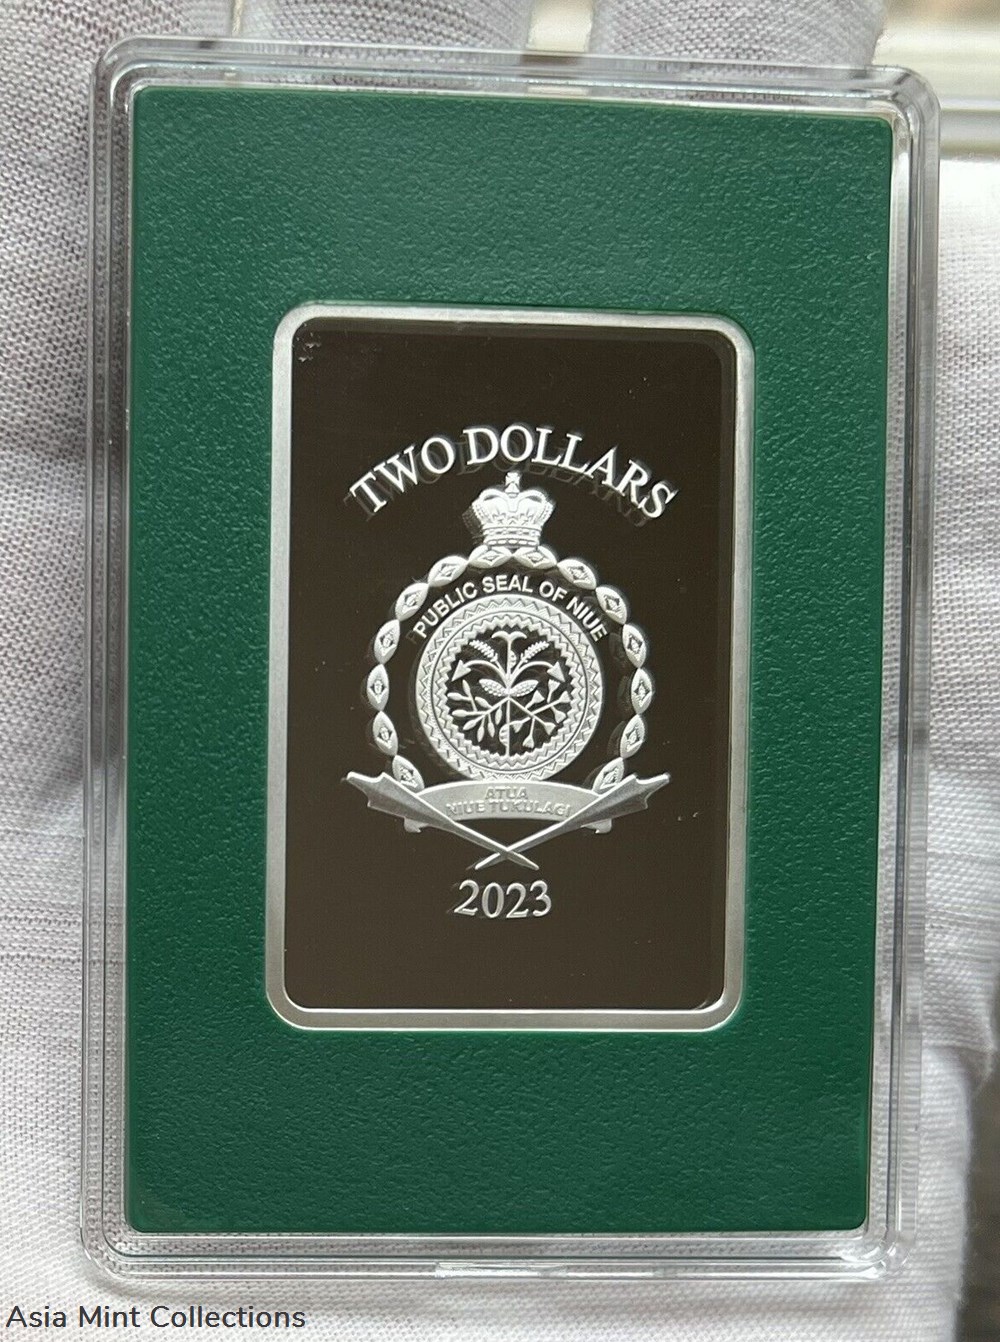 TWO DOLLARS
PUBLIC SEAL OF NIUE
ATUA
NIUE TUKULAGI
2023
Asia Mint Collections